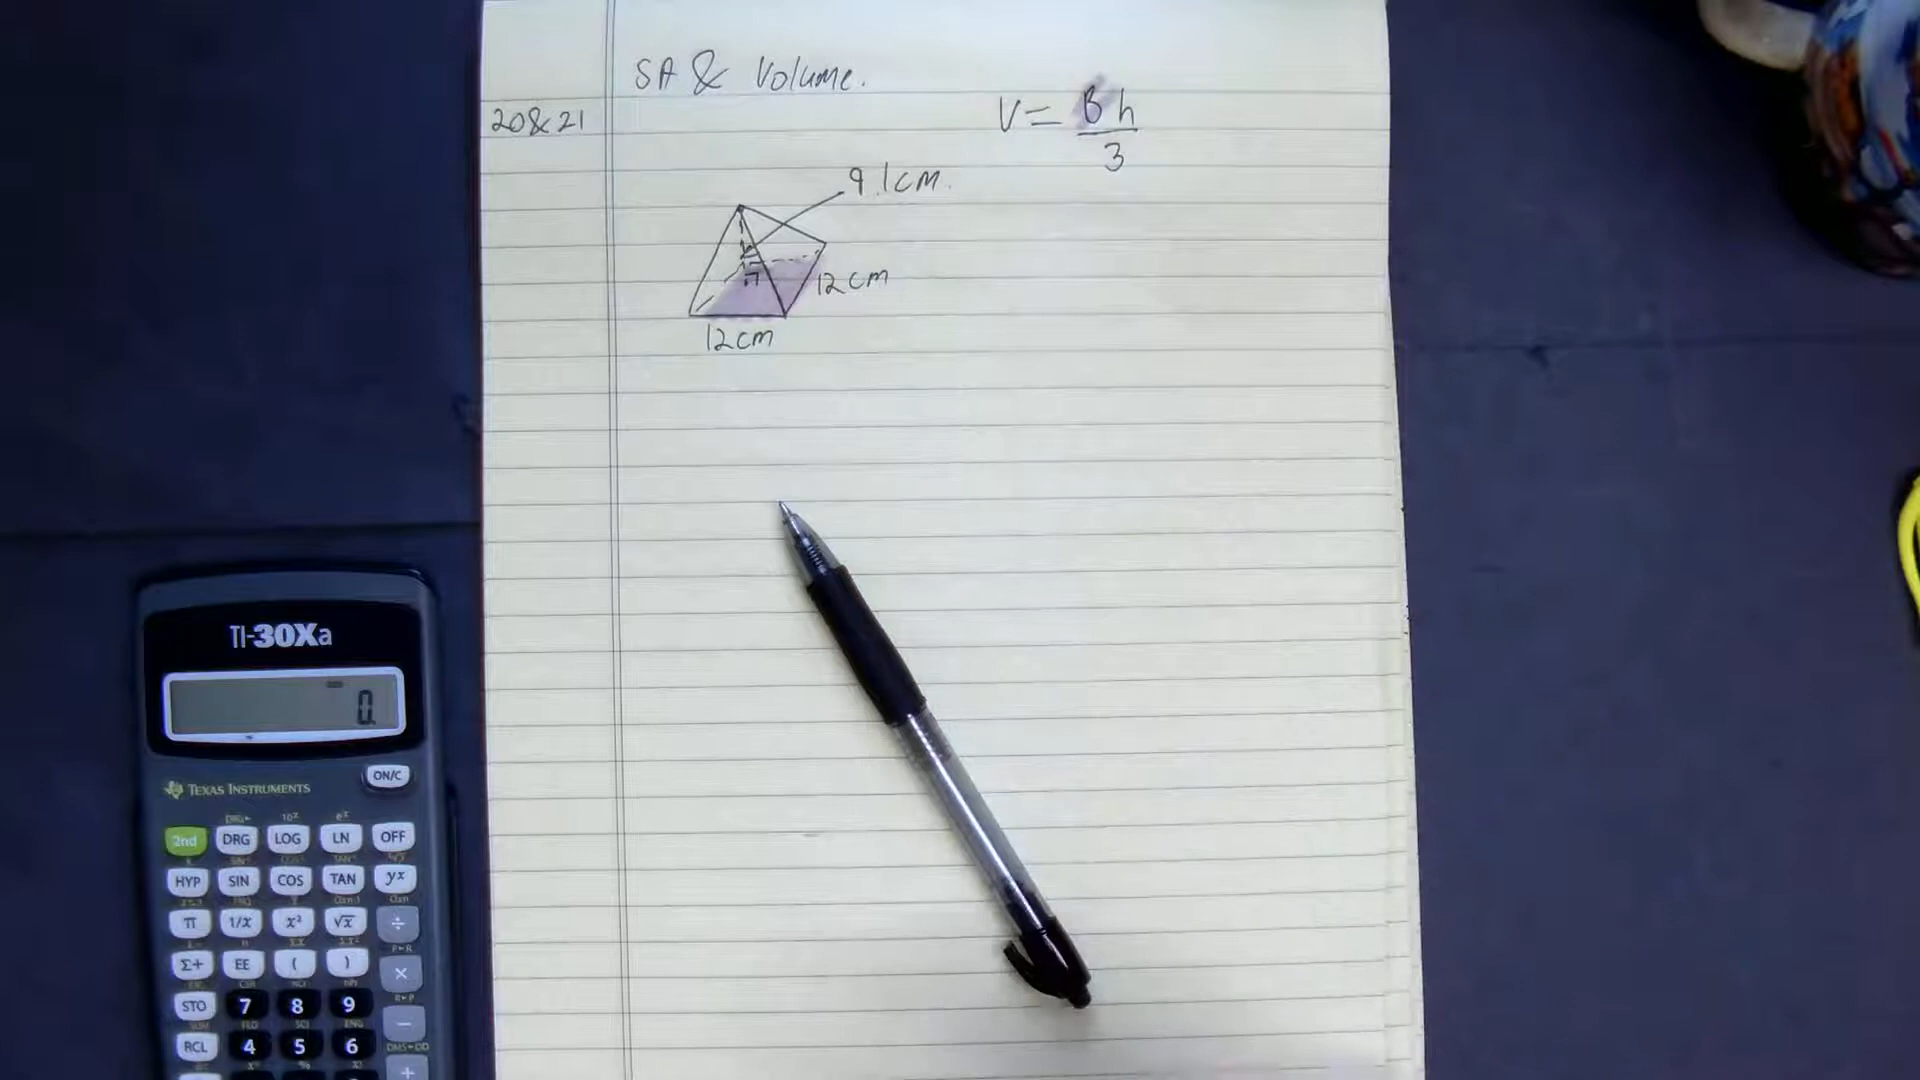 SA & Volume.
20&21
V = Bh
3
9.1cm.
12cm
12cm
TI-30Xa
0.
ON/C
TEXAS INSTRUMENTS
2nd DRG LOG LN OFF
HYP SIN COS TAN yx
π 1/x x² √x ÷
Σ+ EE ( ) ×
STO 7 8 9 −
RCL 4 5 6 +